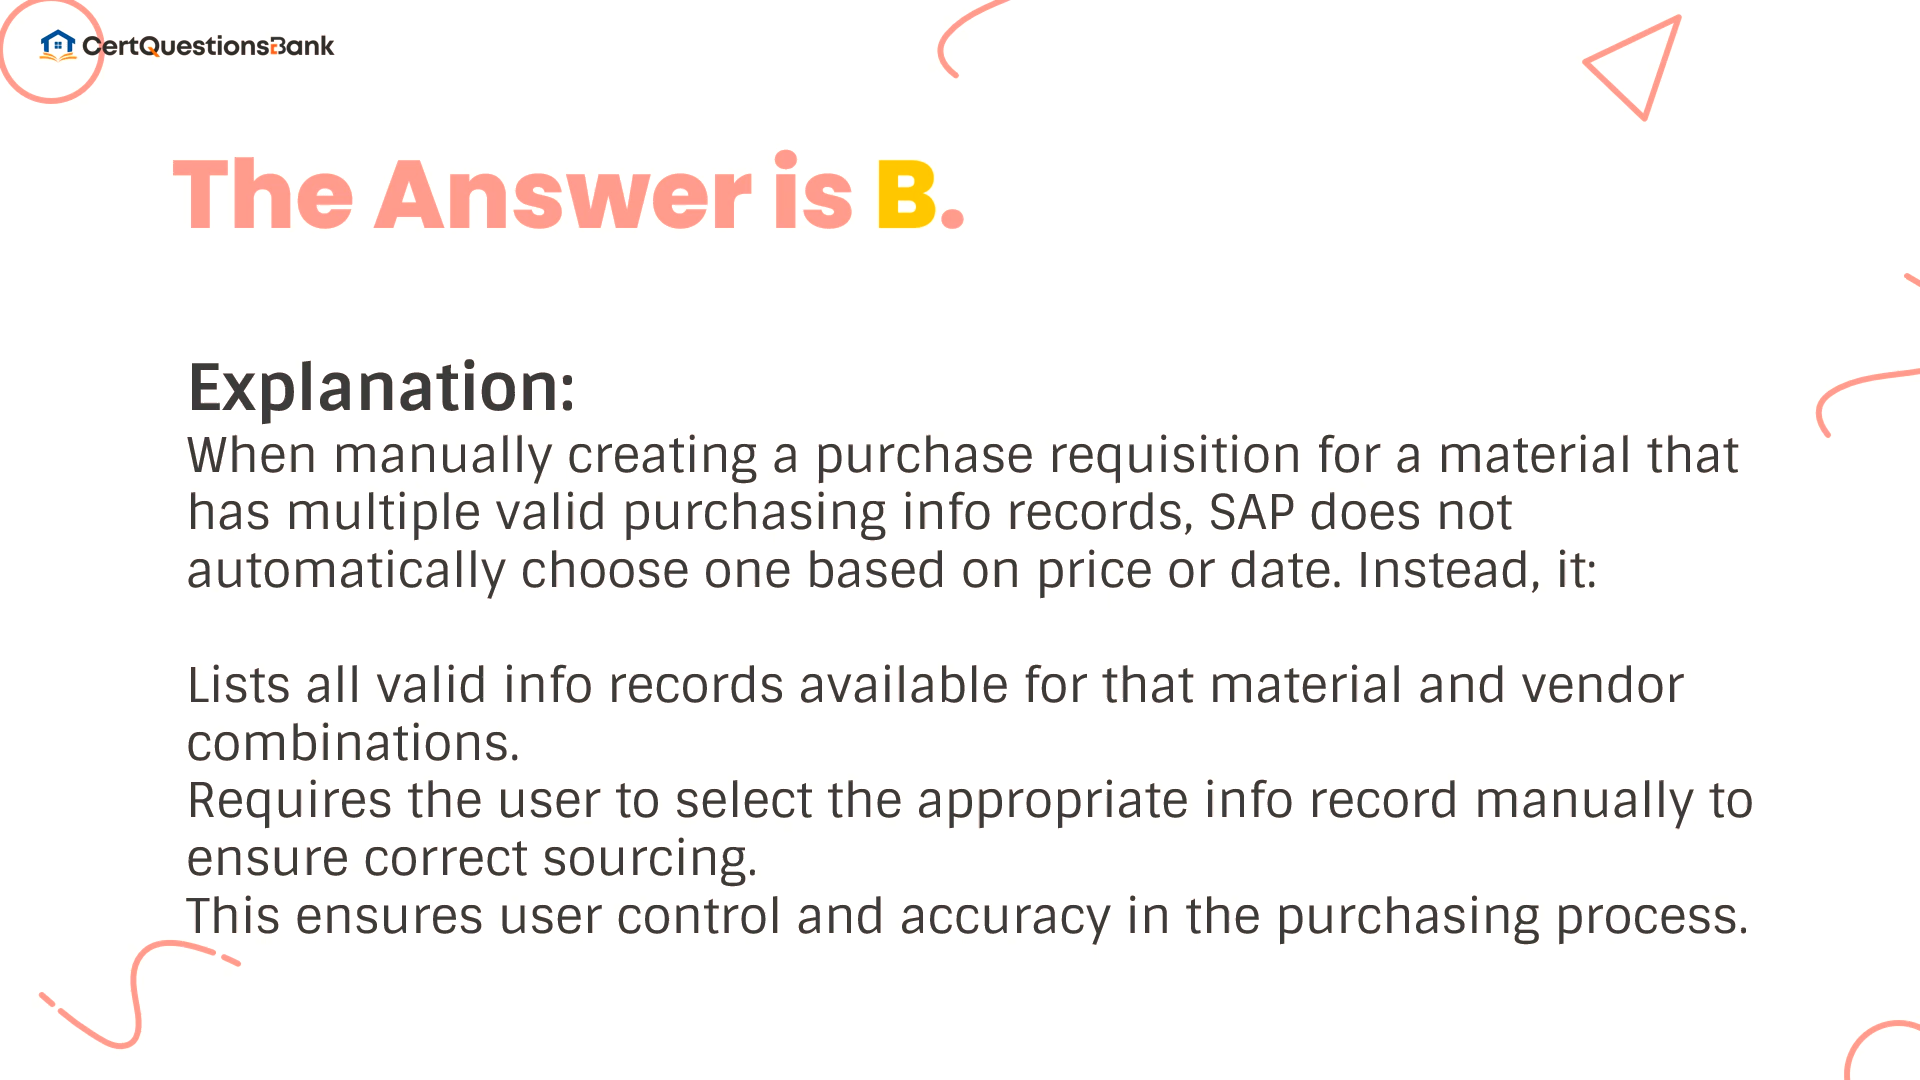 CertQuestionsBank
The Answer is B.
Explanation:
When manually creating a purchase requisition for a material that
has multiple valid purchasing info records, SAP does not
automatically choose one based on price or date. Instead, it:
Lists all valid info records available for that material and vendor
combinations.
Requires the user to select the appropriate info record manually to
ensure correct sourcing.
This ensures user control and accuracy in the purchasing process.